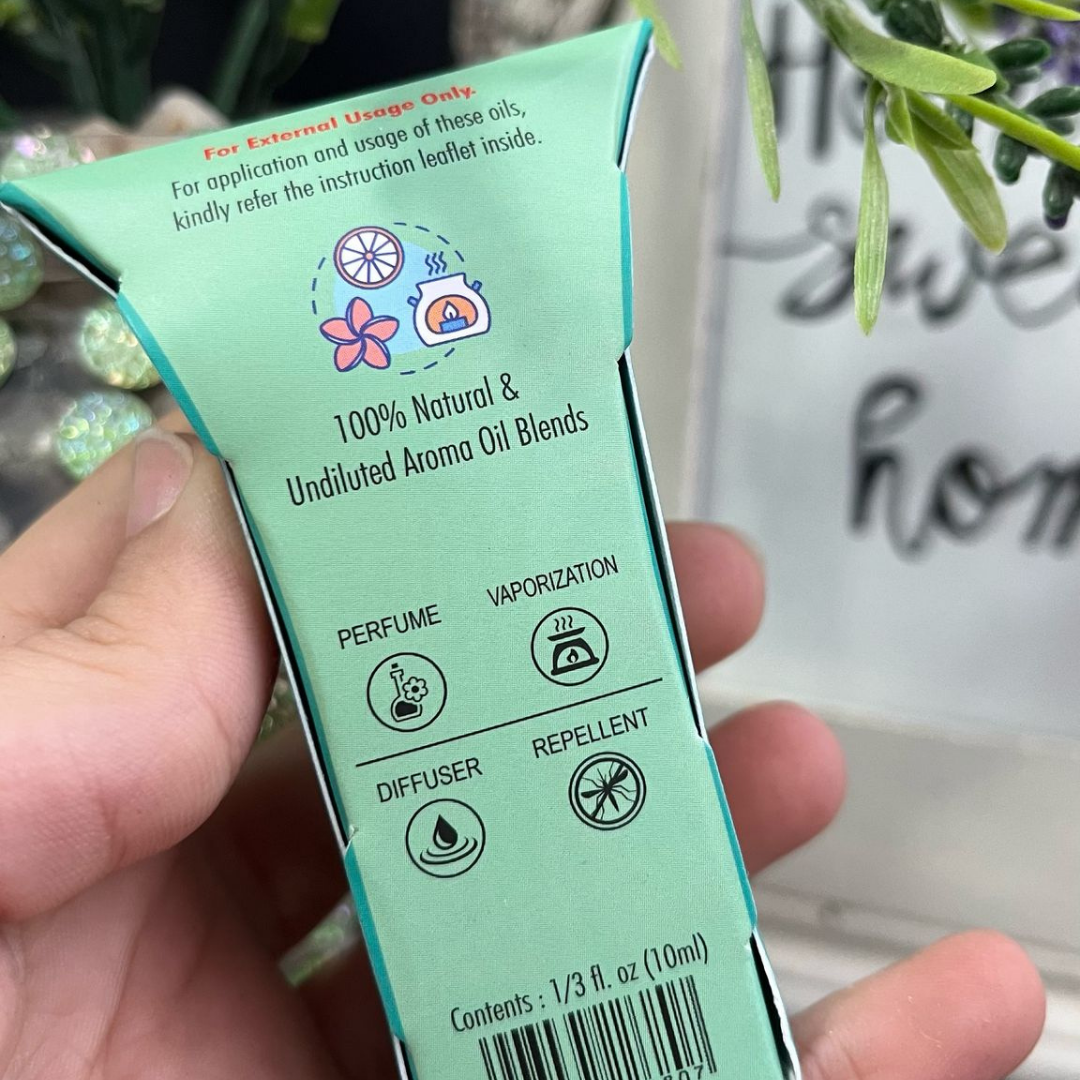 For External Usage Only.
For application and usage of these oils,
kindly refer the instruction leaflet inside.
100% Natural &
Undiluted Aroma Oil Blends
PERFUME
VAPORIZATION
DIFFUSER
REPELLENT
Contents : 1/3 fl. oz (10ml)
home